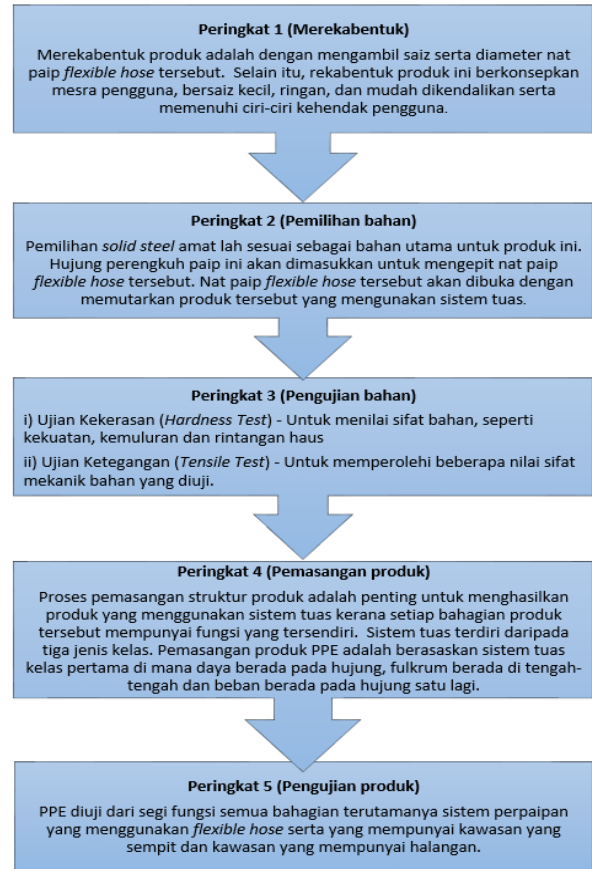 Peringkat 1 (Merekabentuk)
Merekabentuk produk adalah dengan mengambil saiz serta diameter nat
paip flexible hose tersebut. Selain itu, rekabentuk produk ini berkonsepkan
mesra pengguna, bersaiz kecil, ringan, dan mudah dikendalikan serta
memenuhi ciri-ciri kehendak pengguna.
Peringkat 2 (Pemilihan bahan)
Pemilihan solid steel amat lah sesuai sebagai bahan utama untuk produk ini.
Hujung perengkuh paip ini akan dimasukkan untuk mengepit nat paip
flexible hose tersebut. Nat paip flexible hose tersebut akan dibuka dengan
memutarkan produk tersebut yang mengunakan sistem tuas.
Peringkat 3 (Pengujian bahan)
i) Ujian Kekerasan (Hardness Test) - Untuk menilai sifat bahan, seperti
kekuatan, kemuluran dan rintangan haus
ii) Ujian Ketegangan (Tensile Test) - Untuk memperolehi beberapa nilai sifat
mekanik bahan yang diuji.
Peringkat 4 (Pemasangan produk)
Proses pemasangan struktur produk adalah penting untuk menghasilkan
produk yang menggunakan sistem tuas kerana setiap bahagian produk
tersebut mempunyai fungsi yang tersendiri. Sistem tuas terdiri daripada
tiga jenis kelas. Pemasangan produk PPE adalah berasaskan sistem tuas
kelas pertama di mana daya berada pada hujung, fulkrum berada di tengah-
tengah dan beban berada pada hujung satu lagi.
Peringkat 5 (Pengujian produk)
PPE diuji dari segi fungsi semua bahagian terutamanya sistem perpaipan
yang menggunakan flexible hose serta yang mempunyai kawasan yang
sempit dan kawasan yang mempunyai halangan.